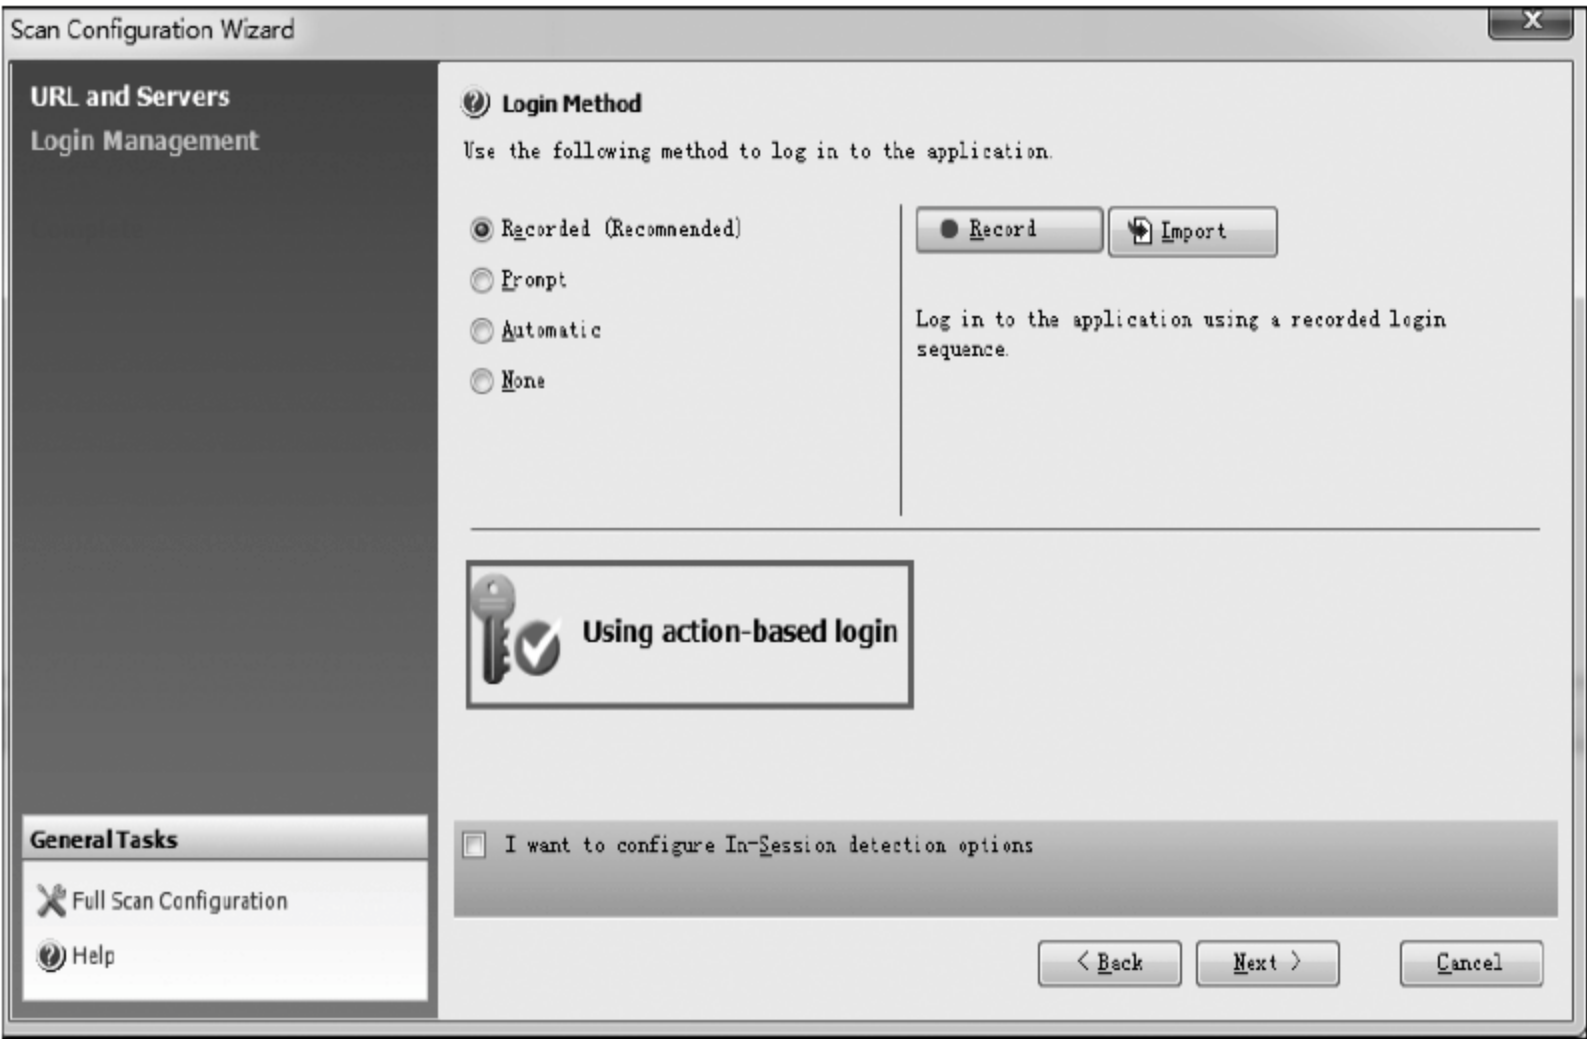 Scan Configuration Wizard
X
URL and Servers
Login Management
Complete
General Tasks
Full Scan Configuration
Help
Login Method
Use the following method to log in to the application.
Recorded (Recommended)
Prompt
Automatic
None
Record
Import
Log in to the application using a recorded login
sequence.
Using action-based login
I want to configure In-Session detection options
< Back
Next >
Cancel